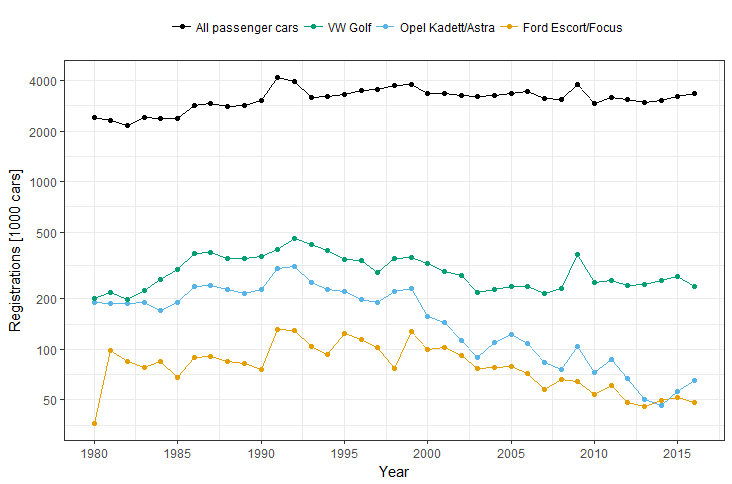 All passenger cars VW Golf Opel Kadett/Astra Ford Escort/Focus
Registrations [1000 cars]
4000
2000
1000
500
200
100
50
1980 1985 1990 1995 2000 2005 2010 2015
Year